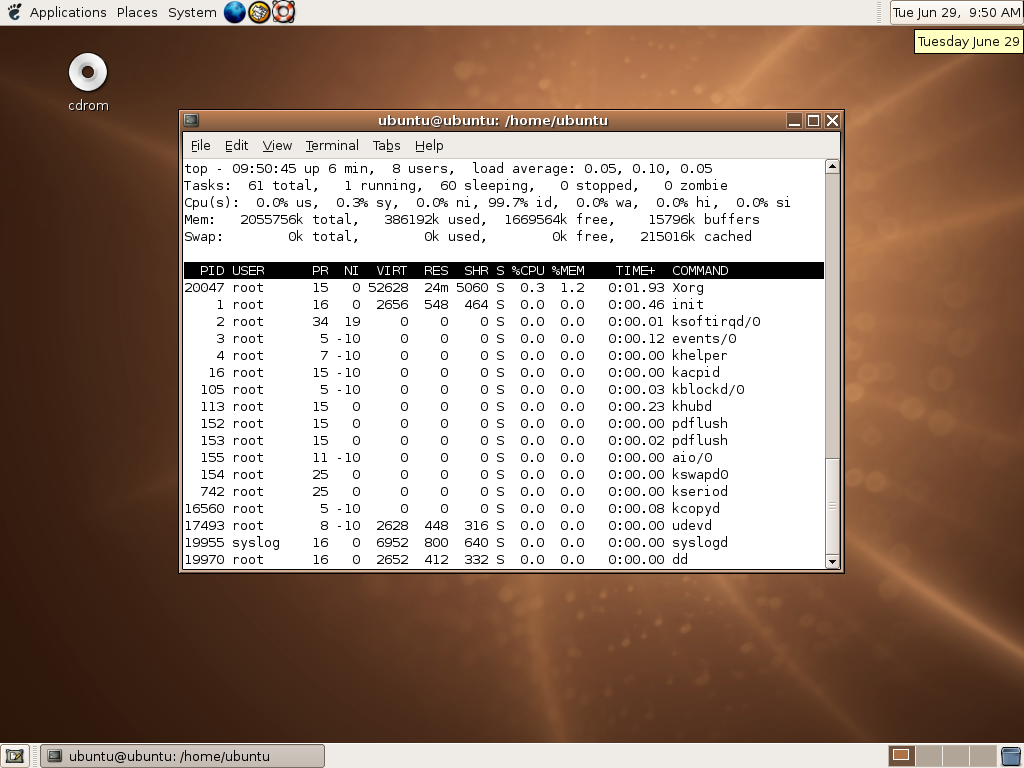 Applications Places System Tue Jun 29, 9:50 AM
Tuesday June 29
cdrom
ubuntu@ubuntu: /home/ubuntu
File Edit View Terminal Tabs Help
top - 09:50:45 up 6 min,  8 users,  load average: 0.05, 0.10, 0.05
Tasks:  61 total,   1 running,  60 sleeping,   0 stopped,   0 zombie
Cpu(s):  0.0% us,  0.3% sy,  0.0% ni, 99.7% id,  0.0% wa,  0.0% hi,  0.0% si
Mem:   2055756k total,   386192k used,  1669564k free,    15796k buffers
Swap:        0k total,        0k used,        0k free,   215016k cached
  PID USER      PR  NI  VIRT  RES  SHR S %CPU %MEM    TIME+  COMMAND
20047 root      15   0 52628  24m 5060 S  0.3  1.2   0:01.93 Xorg
    1 root      16   0  2656  548  464 S  0.0  0.0   0:00.46 init
    2 root      34  19     0    0    0 S  0.0  0.0   0:00.01 ksoftirqd/0
    3 root       5 -10     0    0    0 S  0.0  0.0   0:00.12 events/0
    4 root       7 -10     0    0    0 S  0.0  0.0   0:00.00 khelper
   16 root      15 -10     0    0    0 S  0.0  0.0   0:00.00 kacpid
  105 root       5 -10     0    0    0 S  0.0  0.0   0:00.03 kblockd/0
  113 root      15   0     0    0    0 S  0.0  0.0   0:00.23 khubd
  152 root      15   0     0    0    0 S  0.0  0.0   0:00.00 pdflush
  153 root      15   0     0    0    0 S  0.0  0.0   0:00.02 pdflush
  155 root      11 -10     0    0    0 S  0.0  0.0   0:00.00 aio/0
  154 root      25   0     0    0    0 S  0.0  0.0   0:00.00 kswapd0
  742 root      25   0     0    0    0 S  0.0  0.0   0:00.00 kseriod
16560 root       5 -10     0    0    0 S  0.0  0.0   0:00.08 kcopyd
17493 root       8 -10  2628  448  316 S  0.0  0.0   0:00.00 udevd
19955 syslog    16   0  6952  800  640 S  0.0  0.0   0:00.00 syslogd
19970 root      16   0  2652  412  332 S  0.0  0.0   0:00.00 dd
ubuntu@ubuntu: /home/ubuntu